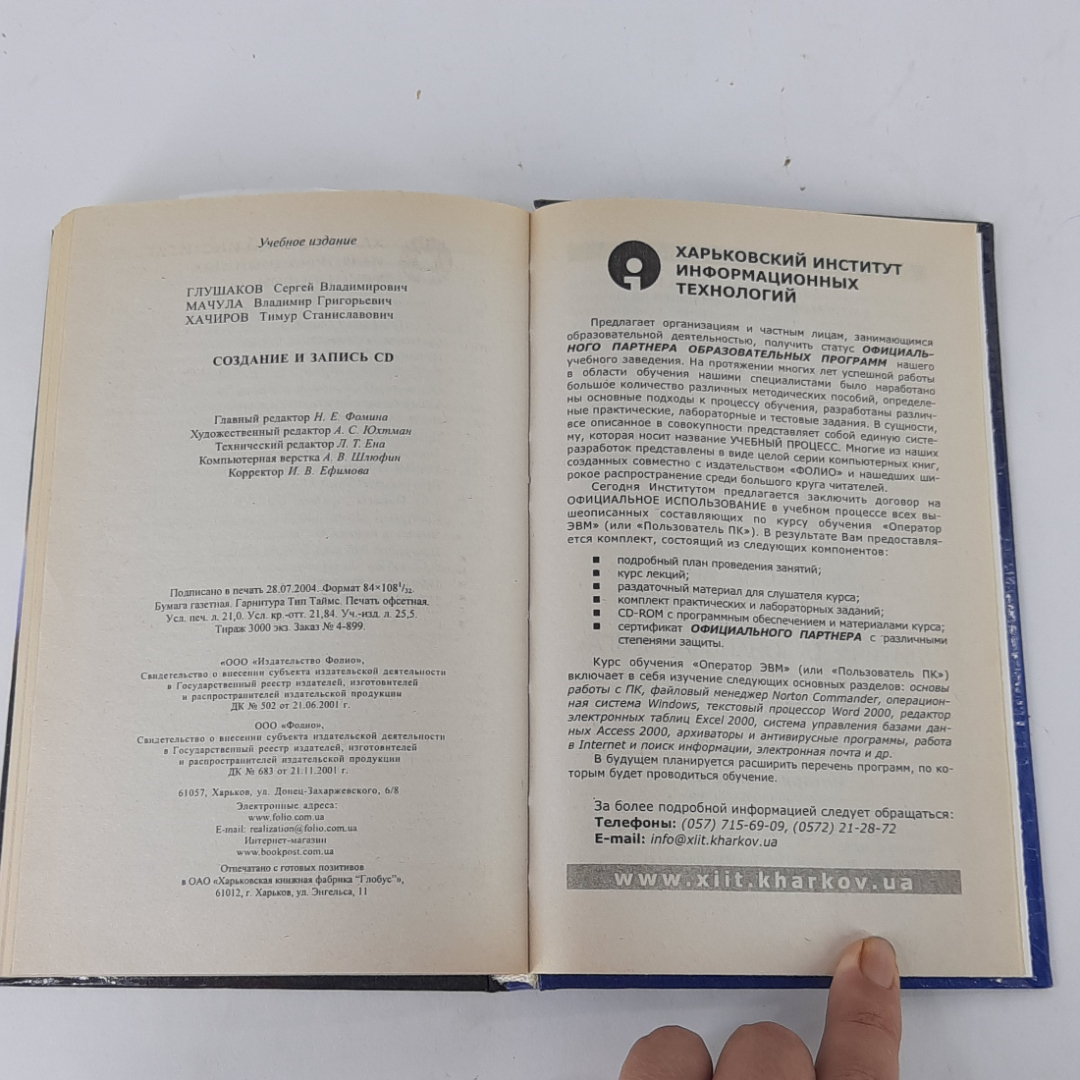 Учебное издание
ГЛУШАКОВ Сергей Владимирович
МАЧУЛА Владимир Григорьевич
ХАЧИРОВ Тимур Станиславович
СОЗДАНИЕ И ЗАПИСЬ CD
Главный редактор Н. Е. Фомина
Художественный редактор А. С. Юхтман
Технический редактор Л. Т. Ена
Компьютерная верстка А. В. Шлюфин
Корректор И. В. Ефимова
Подписано в печать 28.07.2004. Формат 84×108 1/32.
Бумага газетная. Гарнитура Тип Таймс. Печать офсетная.
Усл. печ. л. 21,0. Усл. кр.-отт. 21,84. Уч.-изд. л. 25,5.
Тираж 3000 экз. Заказ № 4-899.
«ООО «Издательство Фолио»,
Свидетельство о внесении субъекта издательской деятельности
в Государственный реестр издателей, изготовителей
и распространителей издательской продукции
ДК № 502 от 21.06.2001 г.
ООО «Фолио»,
Свидетельство о внесении субъекта издательской деятельности
в Государственный реестр издателей, изготовителей
и распространителей издательской продукции
ДК № 683 от 21.11.2001 г.
61057, Харьков, ул. Донец-Захаржевского, 6/8
Электронные адреса:
www.folio.com.ua
E-mail: realization@folio.com.ua
Интернет-магазин
www.bookpost.com.ua
Отпечатано с готовых позитивов
в ОАО «Харьковская книжная фабрика “Глобус”»,
61012, г. Харьков, ул. Энгельса, 11
ХАРЬКОВСКИЙ ИНСТИТУТ
ИНФОРМАЦИОННЫХ
ТЕХНОЛОГИЙ
Предлагает организациям и частным лицам, занимающимся
образовательной деятельностью, получить статус ОФИЦИАЛЬ-
НОГО ПАРТНЕРА ОБРАЗОВАТЕЛЬНЫХ ПРОГРАММ нашего
учебного заведения. На протяжении многих лет успешной работы
в области обучения нашими специалистами было наработано
большое количество различных методических пособий, определе-
ны основные подходы к процессу обучения, разработаны различ-
ные практические, лабораторные и тестовые задания. В сущности,
все описанное в совокупности представляет собой единую систе-
му, которая носит название УЧЕБНЫЙ ПРОЦЕСС. Многие из наших
разработок представлены в виде целой серии компьютерных книг,
созданных совместно с издательством «ФОЛИО» и нашедших ши-
рокое распространение среди большого круга читателей.
Сегодня Институтом предлагается заключить договор на
ОФИЦИАЛЬНОЕ ИСПОЛЬЗОВАНИЕ в учебном процессе всех вы-
шеописанных составляющих по курсу обучения «Оператор
ЭВМ» (или «Пользователь ПК»). В результате Вам предоставля-
ется комплект, состоящий из следующих компонентов:
■ подробный план проведения занятий;
■ курс лекций;
■ раздаточный материал для слушателя курса;
■ комплект практических и лабораторных заданий;
■ CD-ROM с программным обеспечением и материалами курса;
■ сертификат ОФИЦИАЛЬНОГО ПАРТНЕРА с различными
степенями защиты.
Курс обучения «Оператор ЭВМ» (или «Пользователь ПК»)
включает в себя изучение следующих основных разделов: основы
работы с ПК, файловый менеджер Norton Commander, операцион-
ная система Windows, текстовый процессор Word 2000, редактор
электронных таблиц Excel 2000, система управления базами дан-
ных Access 2000, архиваторы и антивирусные программы, работа
в Internet и поиск информации, электронная почта и др.
В будущем планируется расширить перечень программ, по ко-
торым будет проводиться обучение.
За более подробной информацией следует обращаться:
Телефоны: (057) 715-69-09, (0572) 21-28-72
E-mail: info@xiit.kharkov.ua
www.xiit.kharkov.ua